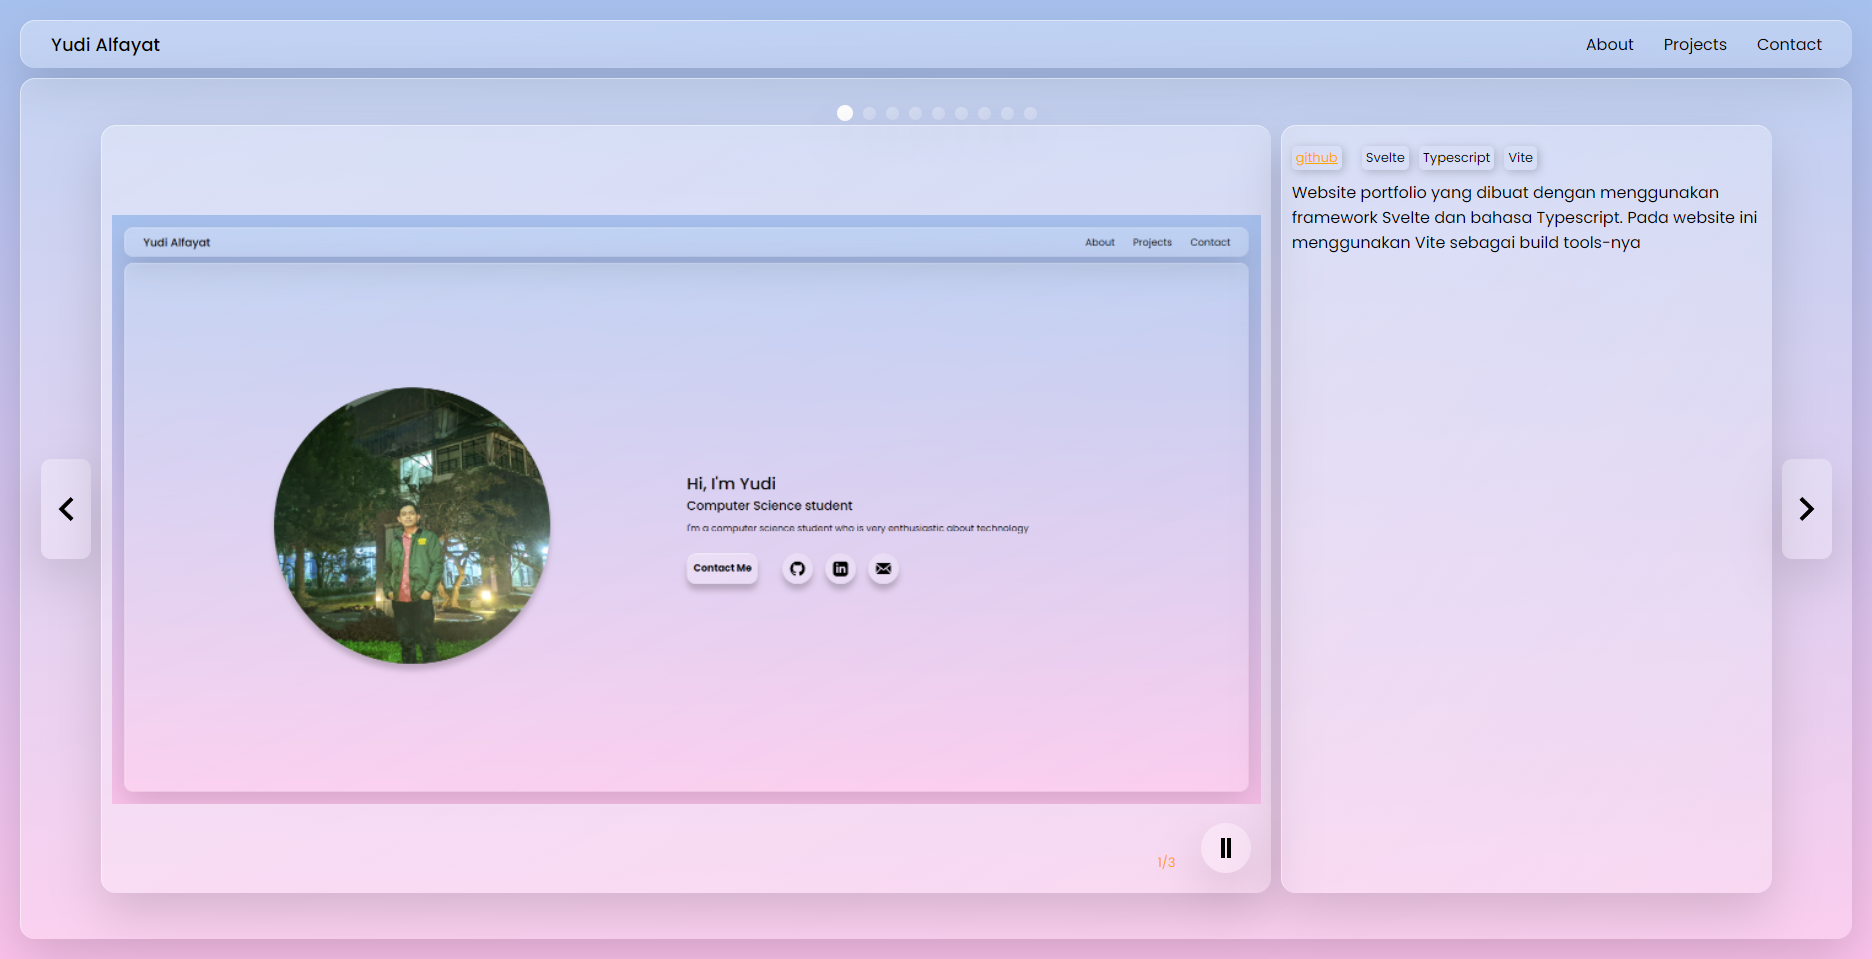 Yudi Alfayat
About Projects Contact
Yudi Alfayat
About Projects Contact
Hi, I'm Yudi
Computer Science student
I'm a computer science student who is very enthusiastic about technology
Contact Me
1/3
github Svelte Typescript Vite
Website portfolio yang dibuat dengan menggunakan
framework Svelte dan bahasa Typescript. Pada website ini
menggunakan Vite sebagai build tools-nya